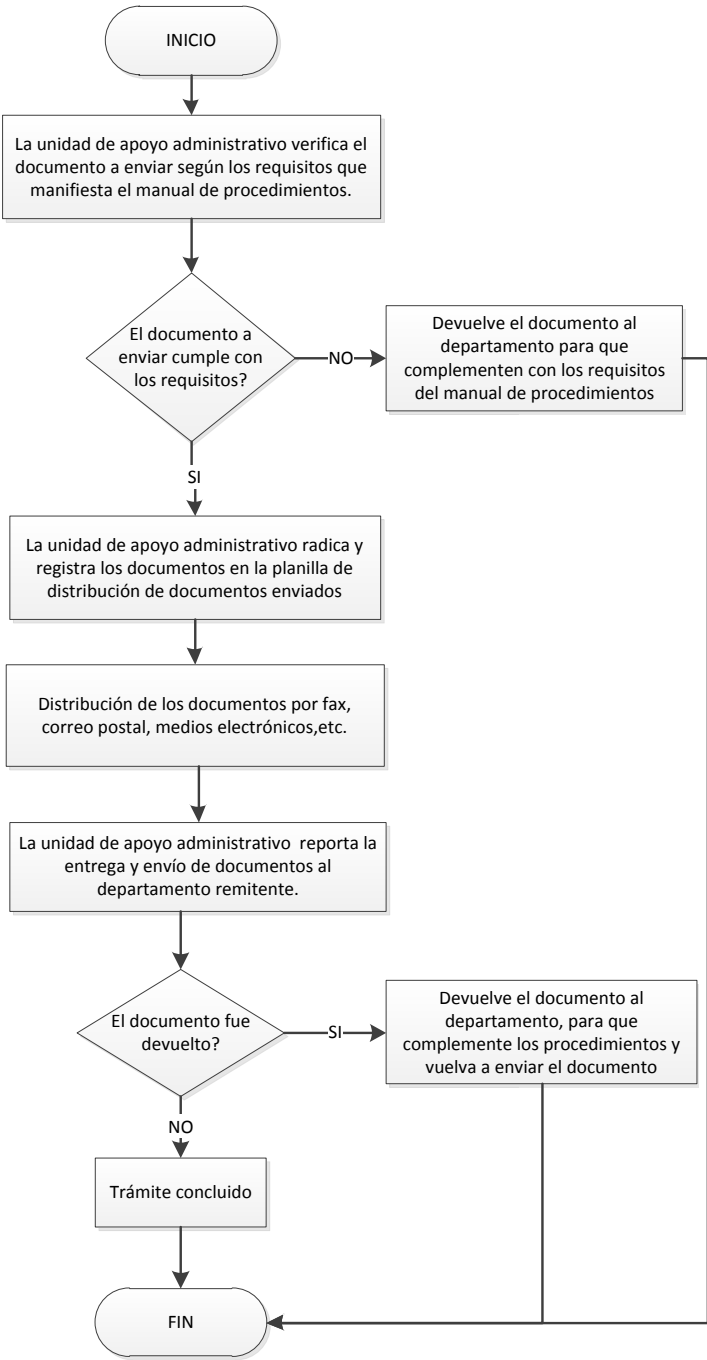 INICIO
La unidad de apoyo administrativo verifica el
documento a enviar según los requisitos que
manifiesta el manual de procedimientos.
El documento a
enviar cumple con
los requisitos?
NO
Devuelve el documento al
departamento para que
complementen con los requisitos
del manual de procedimientos
SI
La unidad de apoyo administrativo radica y
registra los documentos en la planilla de
distribución de documentos enviados
Distribución de los documentos por fax,
correo postal, medios electrónicos,etc.
La unidad de apoyo administrativo  reporta la
entrega y envío de documentos al
departamento remitente.
El documento fue
devuelto?
SI
Devuelve el documento al
departamento, para que
complemente los procedimientos y
vuelva a enviar el documento
NO
Trámite concluido
FIN